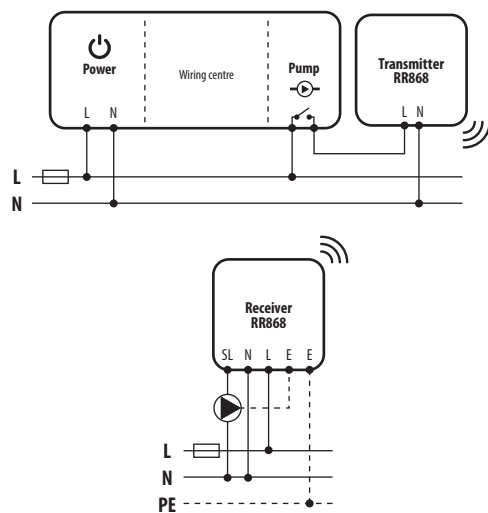 Power
Wiring centre
Pump
Transmitter
RR868
L N
L N
L
N
Receiver
RR868
SL N L E E
L
N
PE